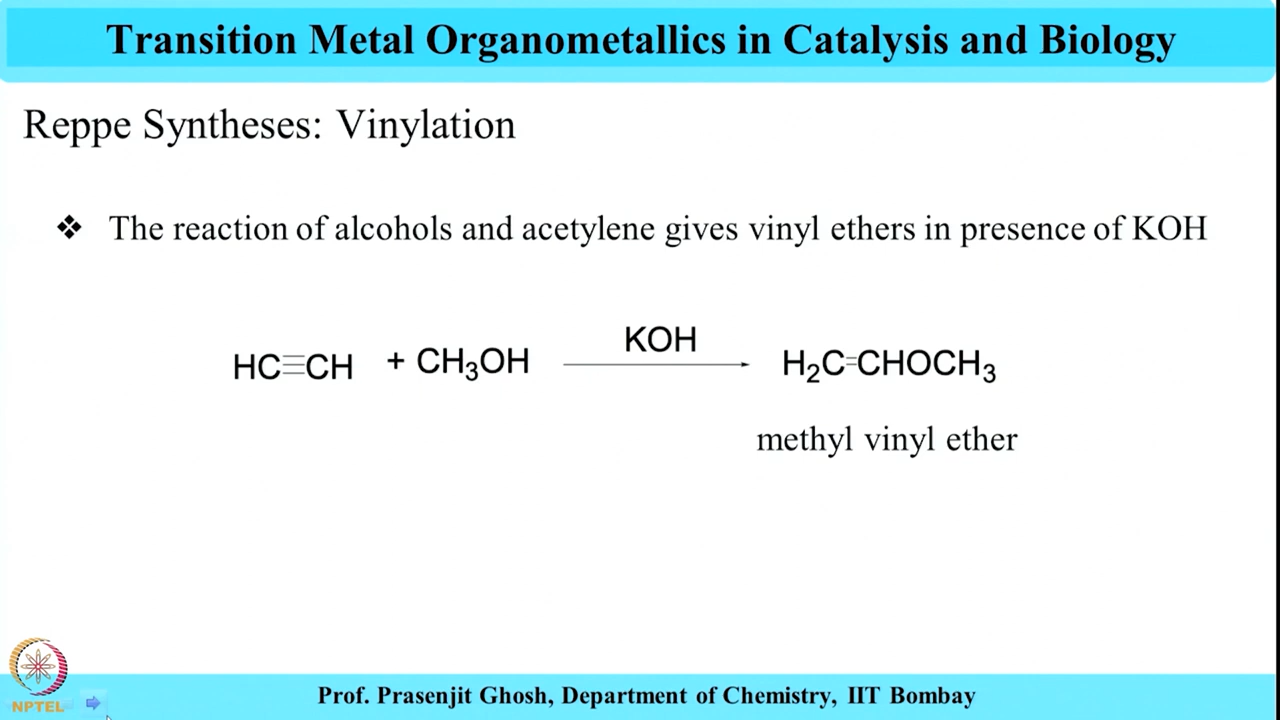 Transition Metal Organometallics in Catalysis and Biology
Reppe Syntheses: Vinylation
❖ The reaction of alcohols and acetylene gives vinyl ethers in presence of KOH
KOH
HC≡CH + CH₃OH H₂C=CHOCH₃
methyl vinyl ether
NPTEL
Prof. Prasenjit Ghosh, Department of Chemistry, IIT Bombay